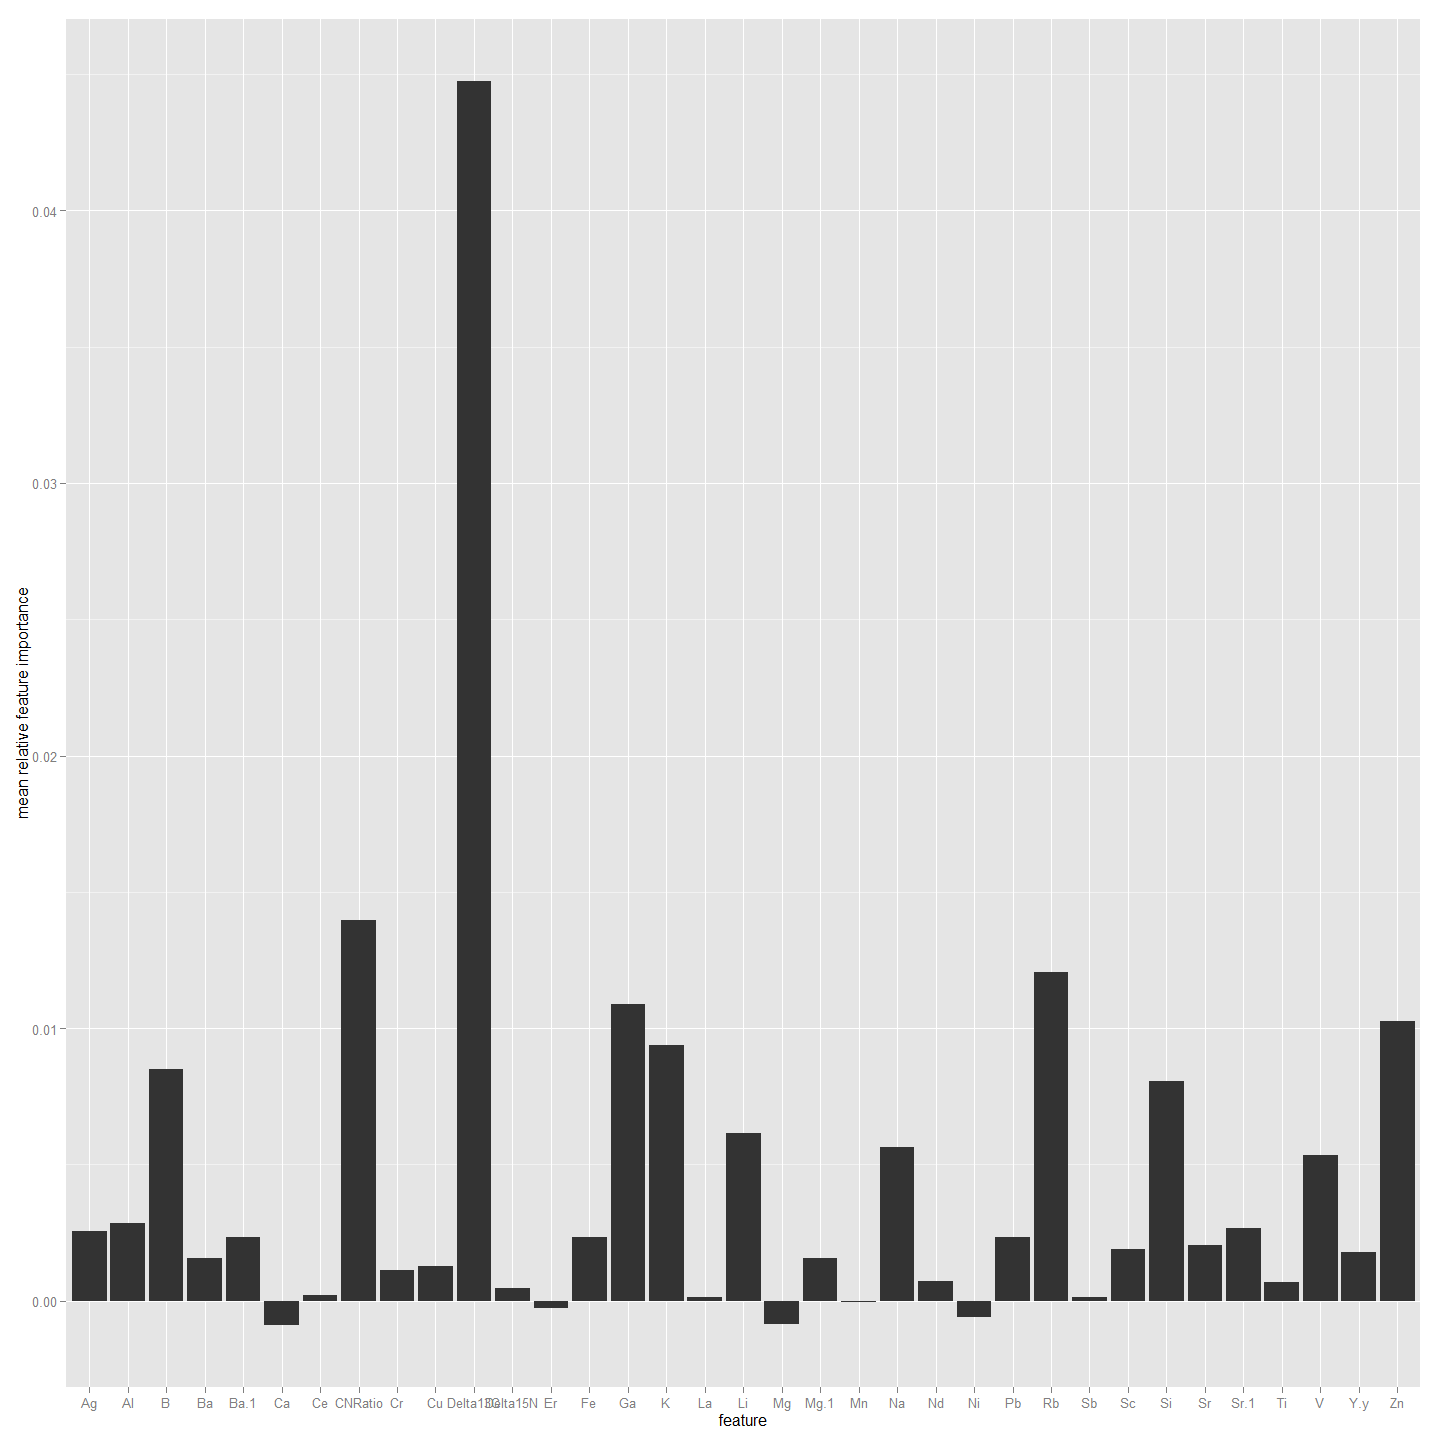 mean relative feature importance
0.04
0.03
0.02
0.01
0.00
Ag Al B Ba Ba.1 Ca Ce CNRatio Cr Cu Delta13C Delta15N Er Fe Ga K La Li Mg Mg.1 Mn Na Nd Ni Pb Rb Sb Sc Si Sr Sr.1 Ti V Y.y Zn
feature